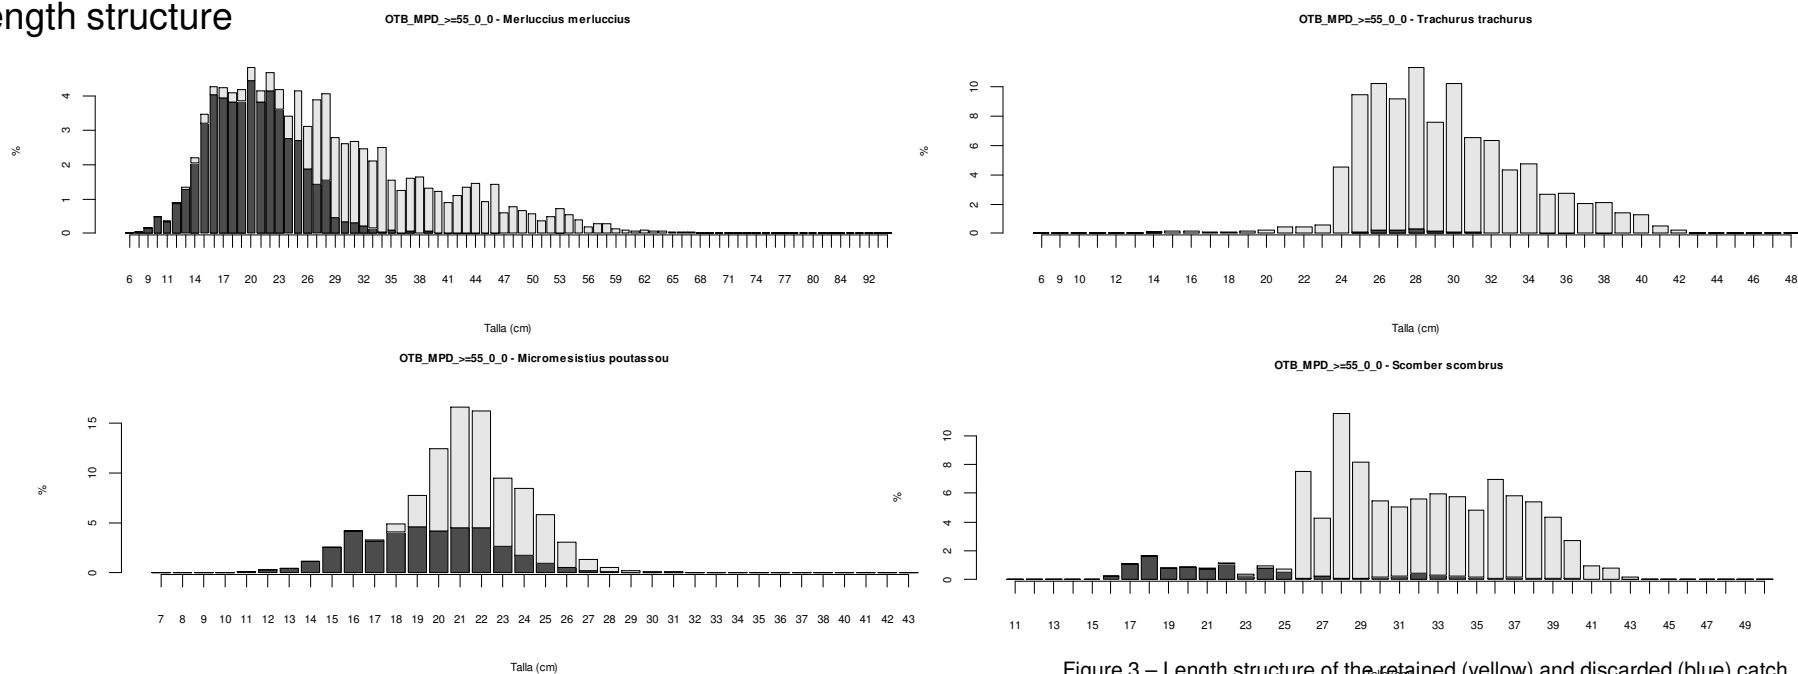 ength structure
OTB_MPD_>=55_0_0 - Merluccius merluccius
%
0 1 2 3 4
6 9 11 14 17 20 23 26 29 32 35 38 41 44 47 50 53 56 59 62 65 68 71 74 77 80 84 92
Talla (cm)
OTB_MPD_>=55_0_0 - Trachurus trachurus
%
0 2 4 6 8 10
6 9 10 12 14 16 18 20 22 24 26 28 30 32 34 36 38 40 42 44 46 48
Talla (cm)
OTB_MPD_>=55_0_0 - Micromesistius poutassou
%
0 5 10 15
7 8 9 10 11 12 13 14 15 16 17 18 19 20 21 22 23 24 25 26 27 28 29 30 31 32 33 34 35 36 37 38 39 40 41 42 43
Talla (cm)
OTB_MPD_>=55_0_0 - Scomber scombrus
%
0 2 4 6 8 10
11 13 15 17 19 21 23 25 27 29 31 33 35 37 39 41 43 45 47 49
Figure 3 – Length structure of the retained (yellow) and discarded (blue) catch